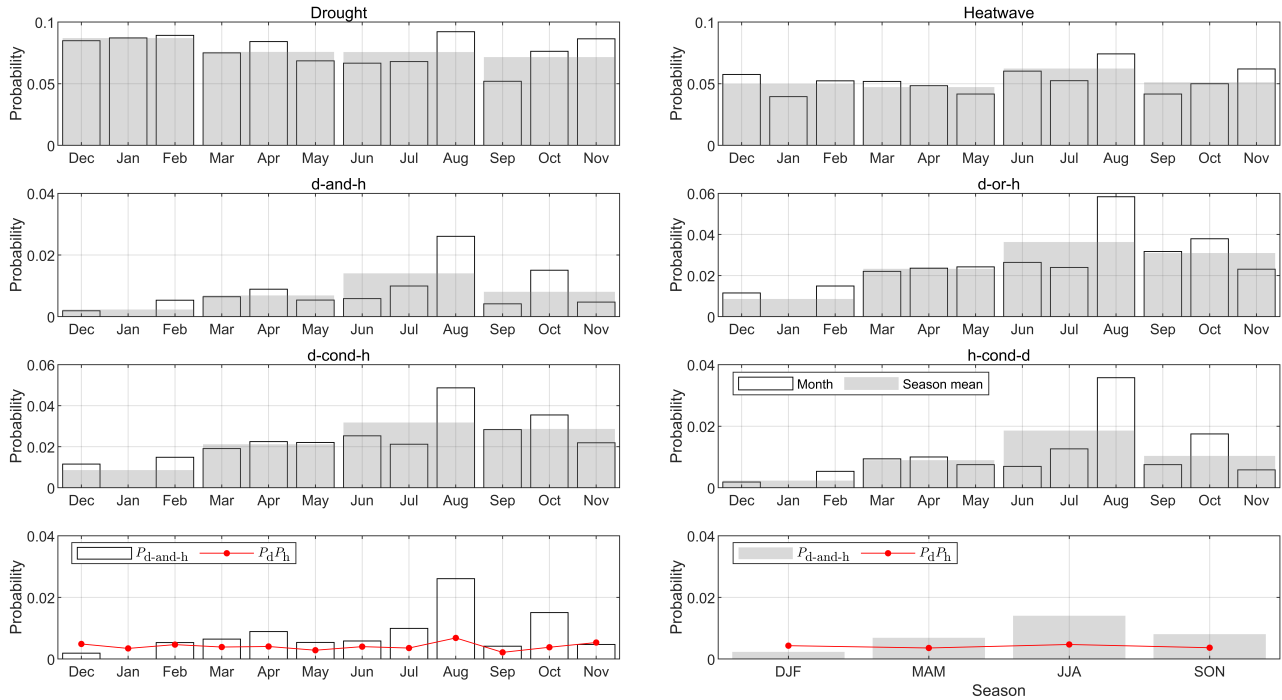 Drought
Probability
0.1
0.05
0
Dec Jan Feb Mar Apr May Jun Jul Aug Sep Oct Nov
Heatwave
Probability
0.1
0.05
0
Dec Jan Feb Mar Apr May Jun Jul Aug Sep Oct Nov
d-and-h
Probability
0.04
0.02
0
Dec Jan Feb Mar Apr May Jun Jul Aug Sep Oct Nov
d-or-h
Probability
0.06
0.04
0.02
0
Dec Jan Feb Mar Apr May Jun Jul Aug Sep Oct Nov
d-cond-h
Probability
0.06
0.04
0.02
0
Dec Jan Feb Mar Apr May Jun Jul Aug Sep Oct Nov
h-cond-d
Probability
0.04
0.02
0
Month Season mean
Dec Jan Feb Mar Apr May Jun Jul Aug Sep Oct Nov
Probability
0.04
0.02
0
P_d-and-h P_dP_h
Dec Jan Feb Mar Apr May Jun Jul Aug Sep Oct Nov
Probability
0.04
0.02
0
P_d-and-h P_dP_h
DJF MAM JJA SON
Season